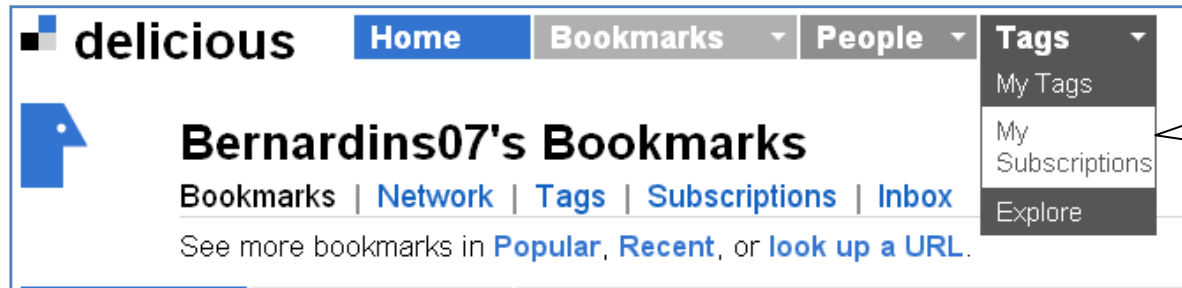 delicious Home Bookmarks People Tags
My Tags
My
Subscriptions
Explore
Bernardins07's Bookmarks
Bookmarks | Network | Tags | Subscriptions | Inbox
See more bookmarks in Popular, Recent, or look up a URL.